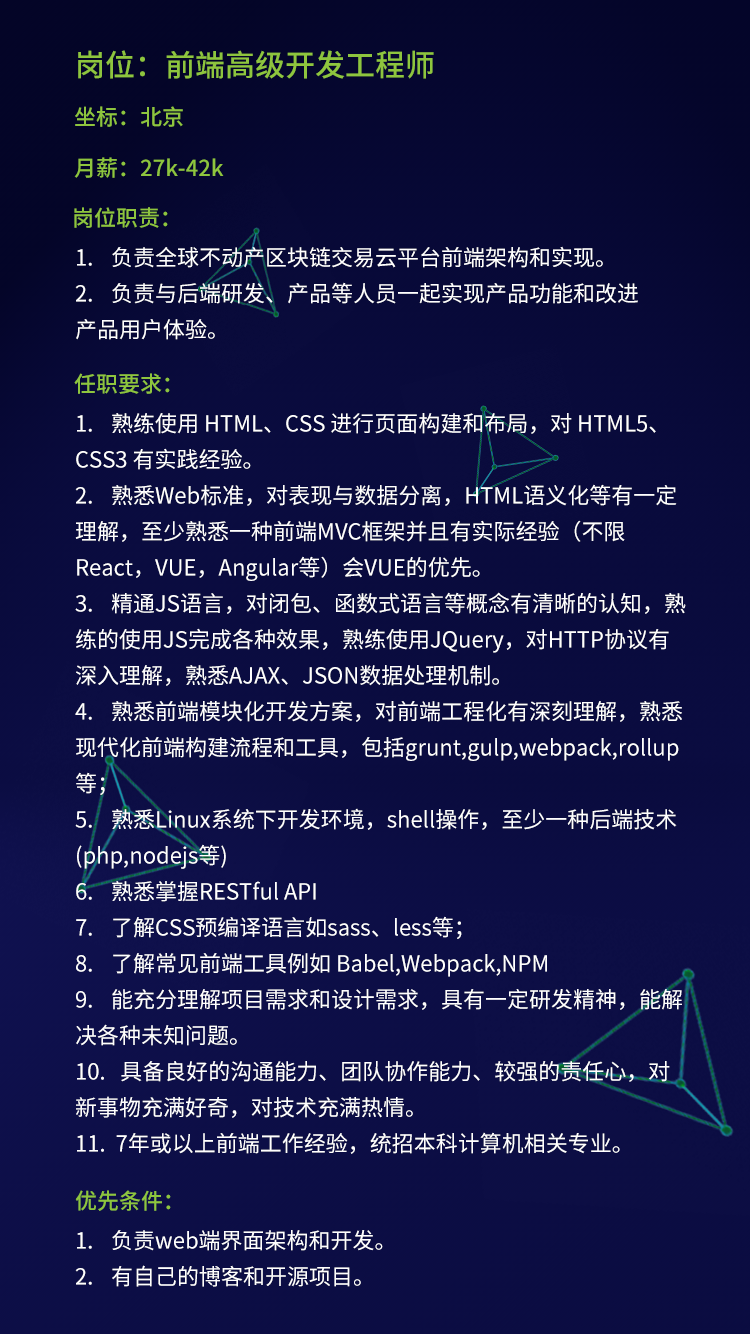 岗位：前端高级开发工程师
坐标：北京
月薪：27k-42k
岗位职责：
1. 负责全球不动产区块链交易云平台前端架构和实现。
2. 负责与后端研发、产品等人员一起实现产品功能和改进
产品用户体验。
任职要求：
1. 熟练使用 HTML、CSS 进行页面构建和布局，对 HTML5、
CSS3 有实践经验。
2. 熟悉Web标准，对表现与数据分离，HTML语义化等有一定
理解，至少熟悉一种前端MVC框架并且有实际经验（不限
React，VUE，Angular等）会VUE的优先。
3. 精通JS语言，对闭包、函数式语言等概念有清晰的认知，熟
练的使用JS完成各种效果，熟练使用JQuery，对HTTP协议有
深入理解，熟悉AJAX、JSON数据处理机制。
4. 熟悉前端模块化开发方案，对前端工程化有深刻理解，熟悉
现代化前端构建流程和工具，包括grunt,gulp,webpack,rollup
等；
5. 熟悉Linux系统下开发环境，shell操作，至少一种后端技术
(php,nodejs等)
6. 熟悉掌握RESTful API
7. 了解CSS预编译语言如sass、less等；
8. 了解常见前端工具例如 Babel,Webpack,NPM
9. 能充分理解项目需求和设计需求，具有一定研发精神，能解
决各种未知问题。
10. 具备良好的沟通能力、团队协作能力、较强的责任心，对
新事物充满好奇，对技术充满热情。
11. 7年或以上前端工作经验，统招本科计算机相关专业。
优先条件：
1. 负责web端界面架构和开发。
2. 有自己的博客和开源项目。